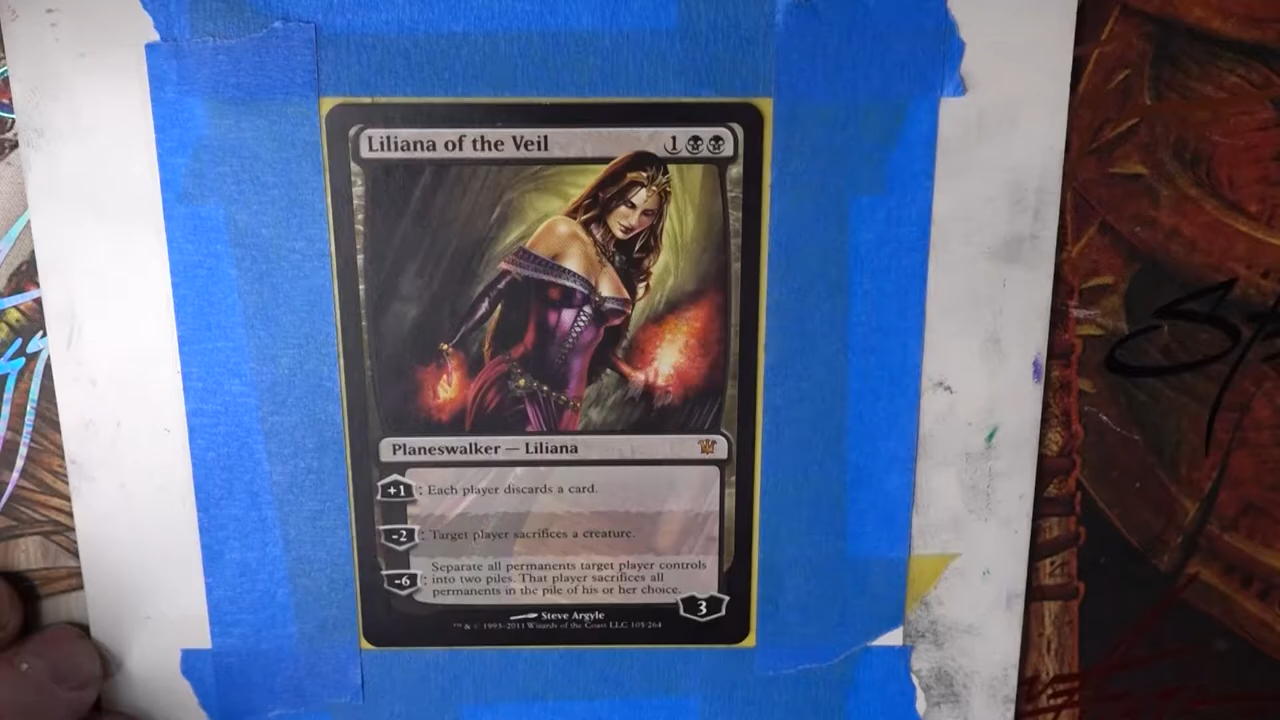 Liliana of the Veil 1
Planeswalker — Liliana
+1 : Each player discards a card.
-2 : Target player sacrifices a creature.
Separate all permanents target player controls
-6 : into two piles. That player sacrifices all
permanents in the pile of his or her choice.
3
Steve Argyle
™ & © 1993-2011 Wizards of the Coast LLC 105/264